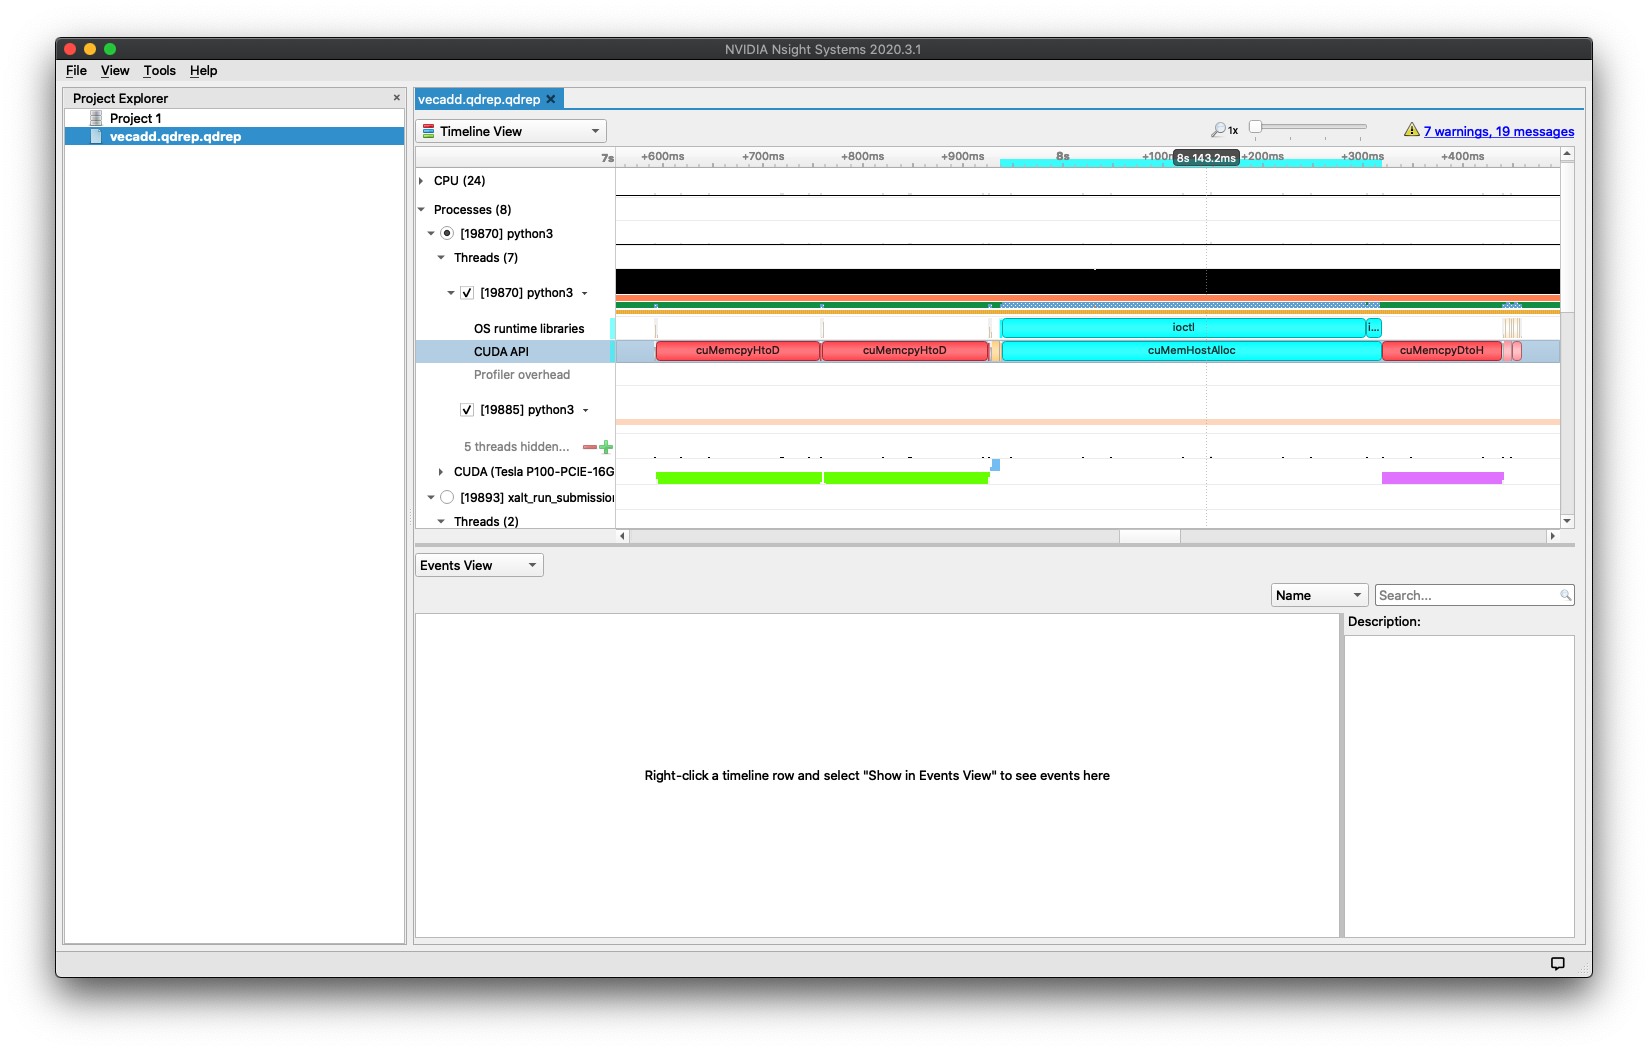 NVIDIA Nsight Systems 2020.3.1
File View Tools Help
Project Explorer
Project 1
vecadd.qdrep.qdrep
vecadd.qdrep.qdrep
Timeline View
1x
7 warnings, 19 messages
7s +600ms +700ms +800ms +900ms 8s 8s 143.2ms +200ms +300ms +400ms
CPU (24)
Processes (8)
[19870] python3
Threads (7)
[19870] python3
OS runtime libraries ioctl i...
CUDA API cuMemcpyHtoD cuMemcpyHtoD cuMemHostAlloc cuMemcpyDtoH
Profiler overhead
[19885] python3
5 threads hidden...
CUDA (Tesla P100-PCIE-16G
[19893] xalt_run_submission
Threads (2)
Events View
Name Search...
Description:
Right-click a timeline row and select "Show in Events View" to see events here